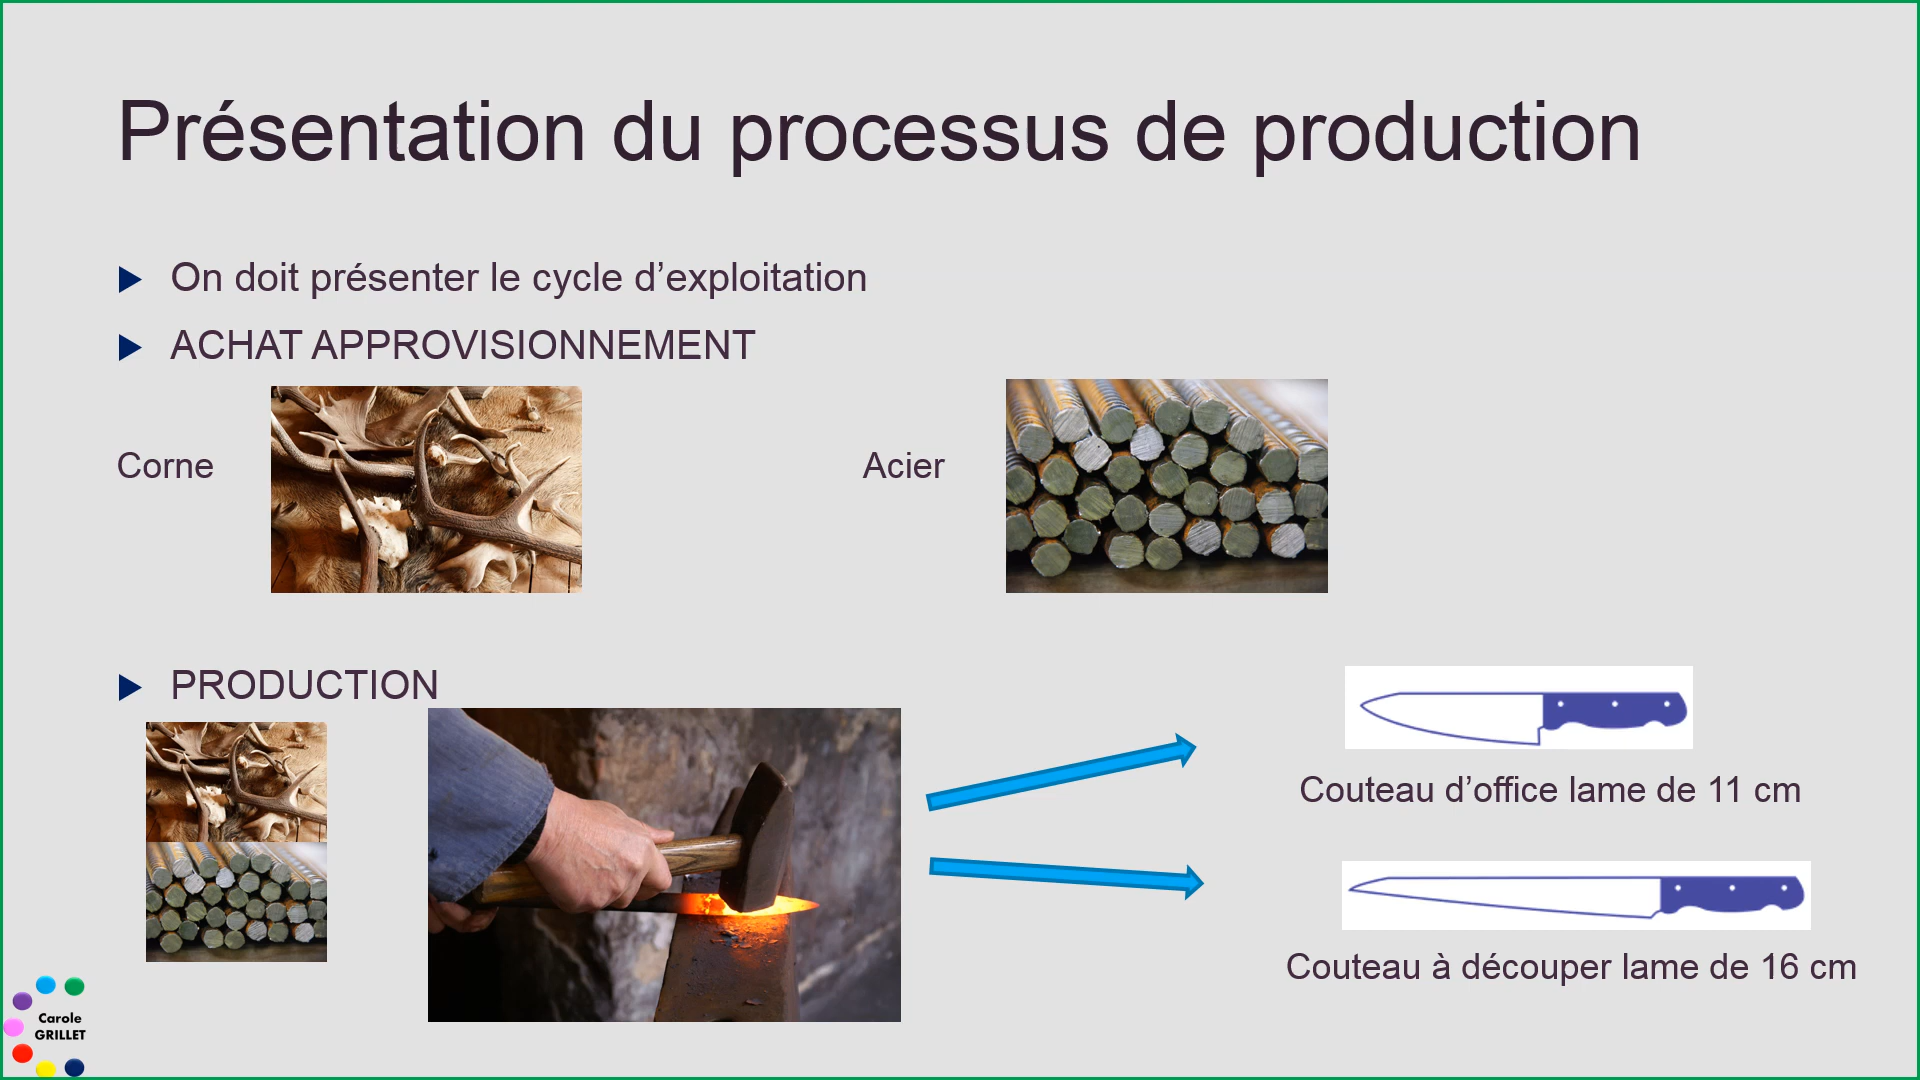 Présentation du processus de production
On doit présenter le cycle d’exploitation
ACHAT APPROVISIONNEMENT
Corne
Acier
PRODUCTION
Couteau d’office lame de 11 cm
Couteau à découper lame de 16 cm
Carole
GRILLET